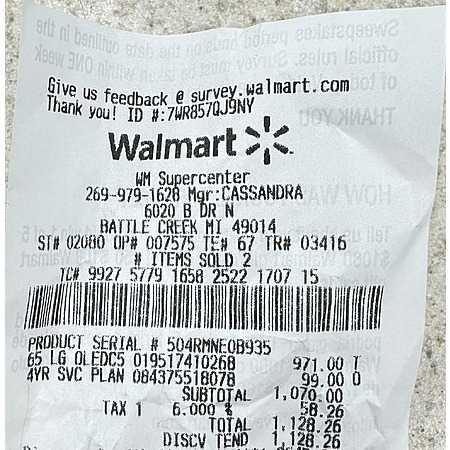 Give us feedback @ survey.walmart.com
Thank you! ID #:7WR857QJ9NY
Walmart
WM Supercenter
269-979-1628 Mgr:CASSANDRA
6020 B DR N
BATTLE CREEK MI 49014
ST# 02080 OP# 007575 TE# 67 TR# 03416
# ITEMS SOLD 2
TC# 9927 5779 1658 2522 1707 15
PRODUCT SERIAL # 504RMNE0B935
65 LG OLEDC5 019517410268 971.00 T
4YR SVC PLAN 084375518078 99.00 O
SUBTOTAL 1,070.00
TAX 1 6.000 % 58.26
TOTAL 1,128.26
DISCV TEND 1,128.26